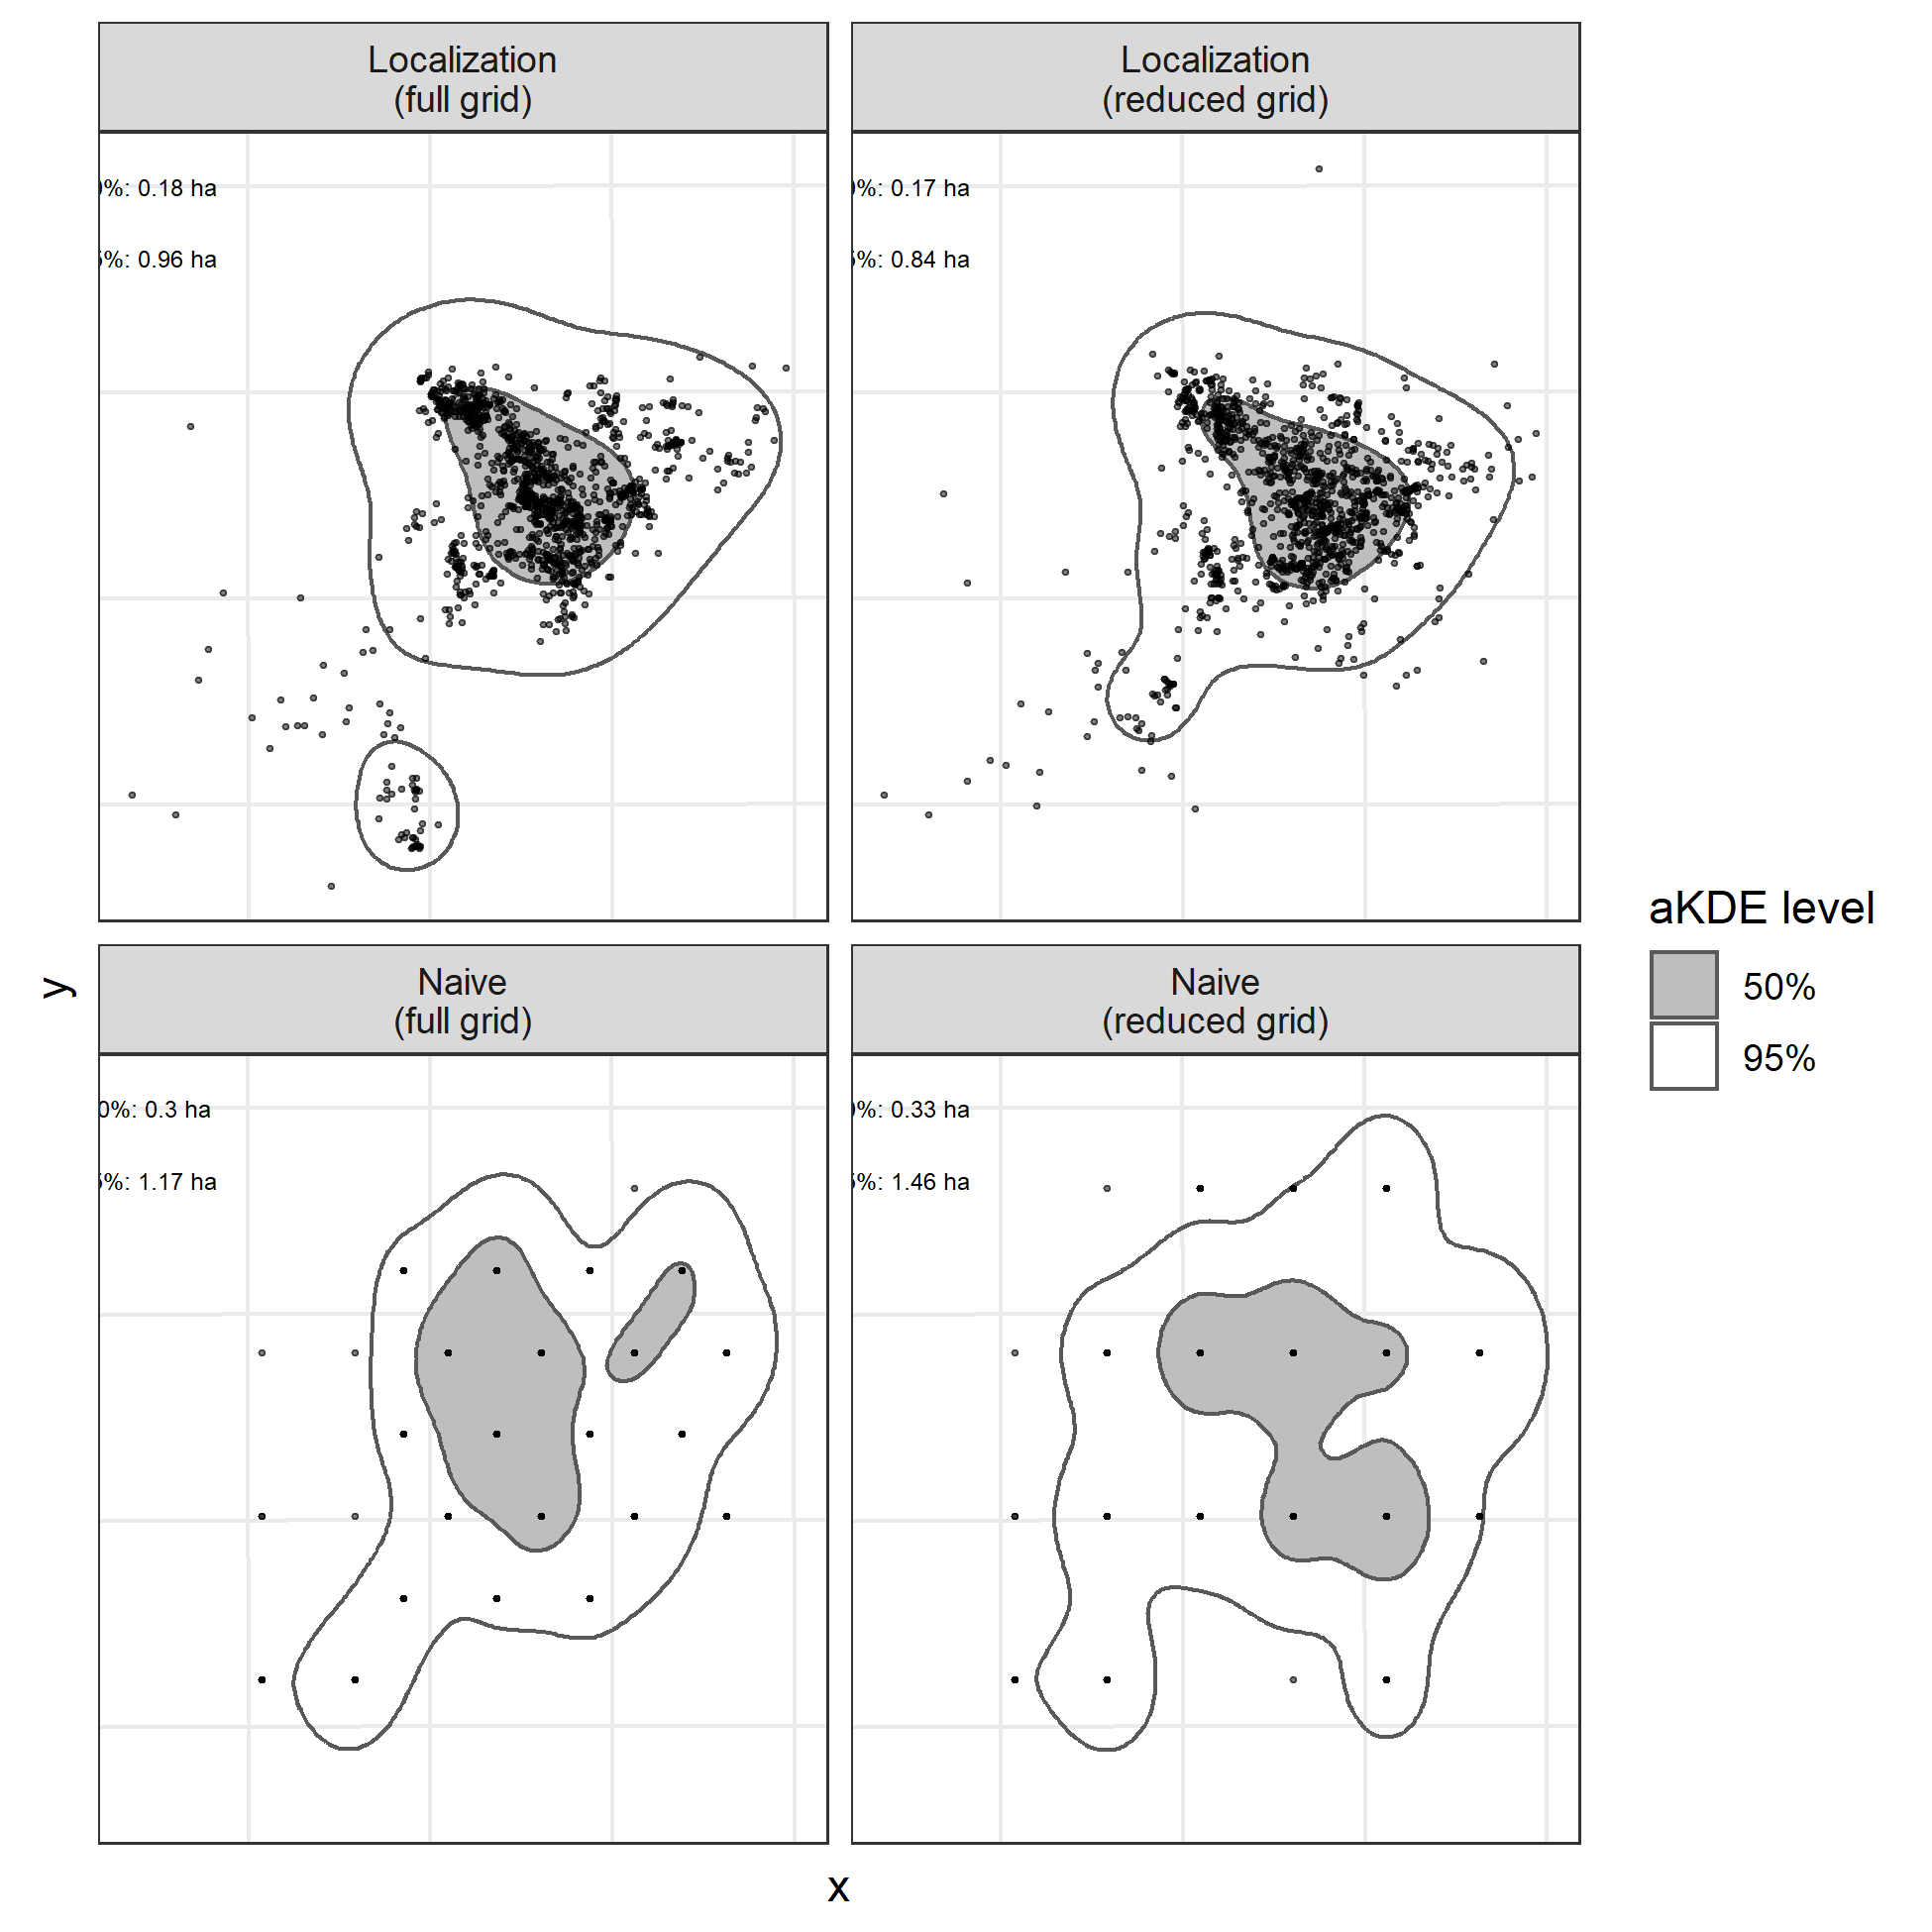 Localization
(full grid)
Localization
(reduced grid)
%: 0.18 ha
%: 0.96 ha
%: 0.17 ha
%: 0.84 ha
Naive
(full grid)
Naive
(reduced grid)
0%: 0.3 ha
%: 1.17 ha
%: 0.33 ha
%: 1.46 ha
y
x
aKDE level
50%
95%